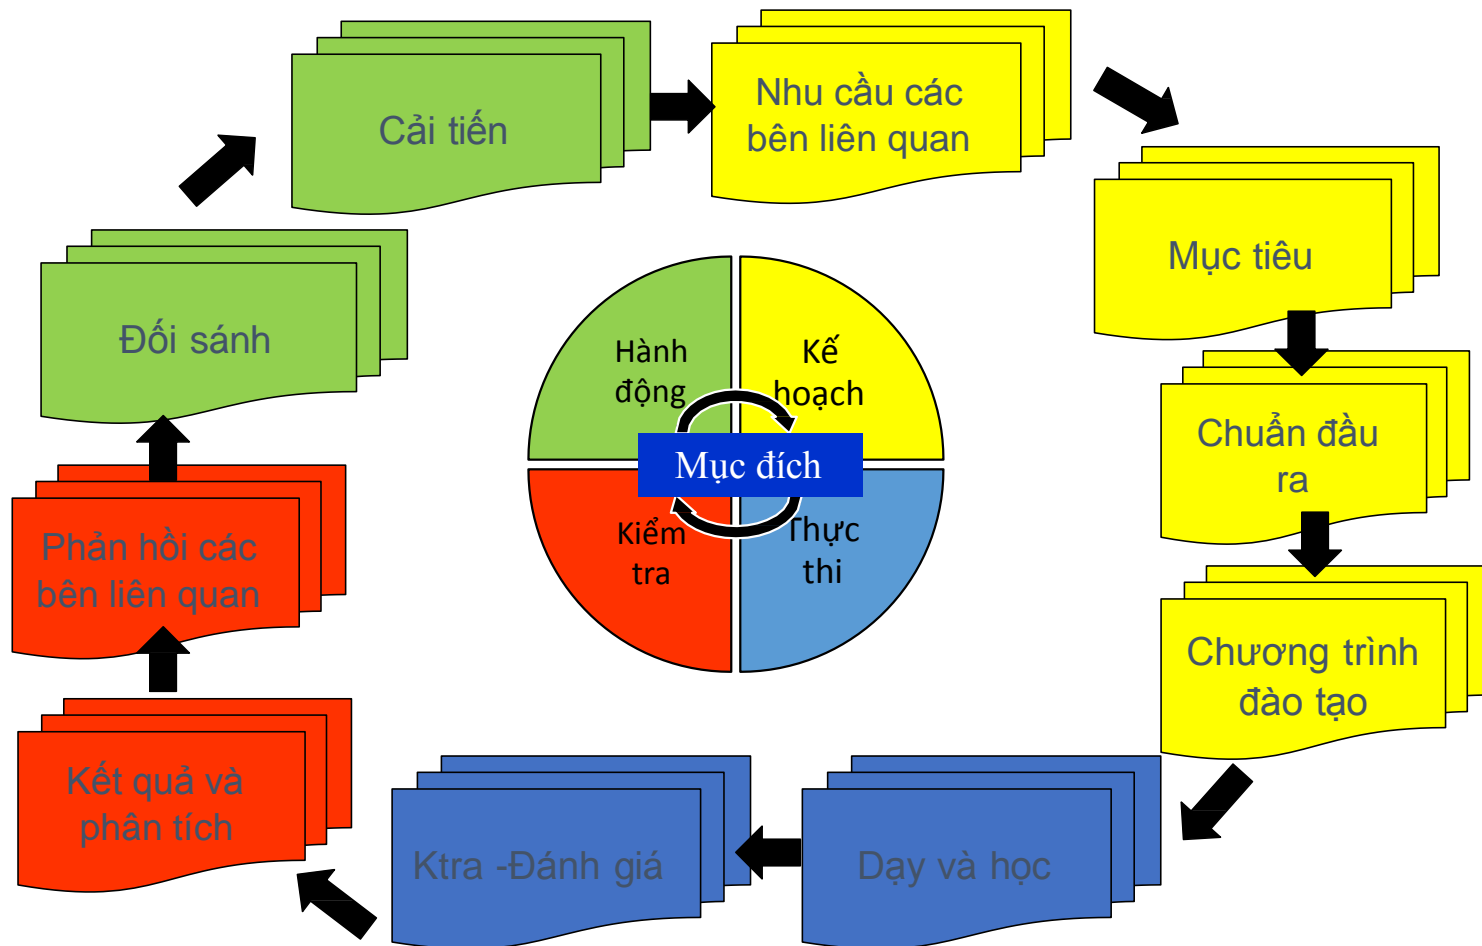 Cải tiến
Nhu cầu các
bên liên quan
Mục tiêu
Chuẩn đầu
ra
Chương trình
đào tạo
Dạy và học
Ktra -Đánh giá
Kết quả và
phân tích
Phản hồi các
bên liên quan
Đối sánh
Hành
động
Kế
hoạch
Mục đích
Kiểm
tra
Thực
thi